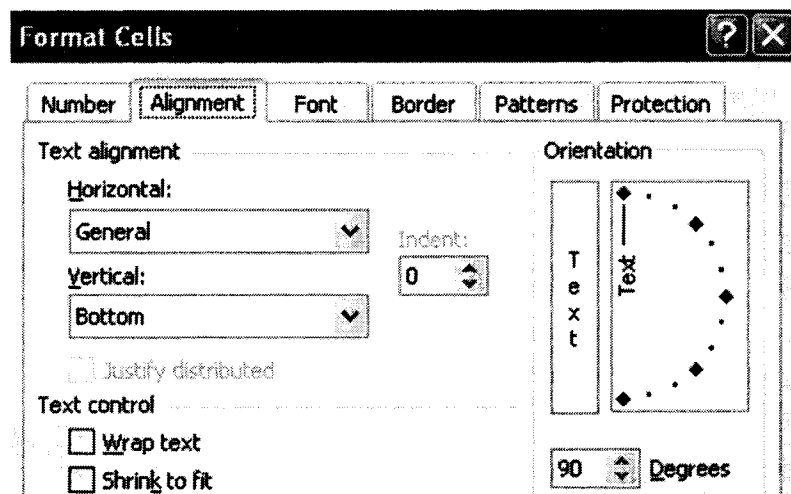 Format Cells ? X
Number Alignment Font Border Patterns Protection
Text alignment
Horizontal:
General
Indent:
0
Vertical:
Bottom
Justify distributed
Text control
Wrap text
Shrink to fit
Orientation
T
e
x
t
Text
90 Degrees